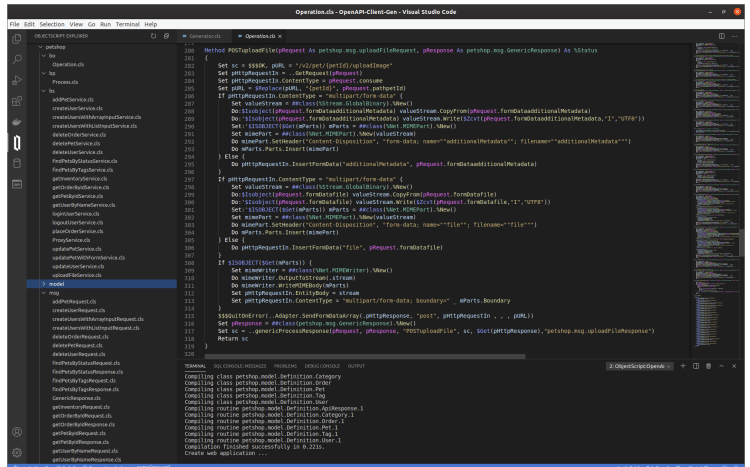 Operation.cls - OpenAPI-Client-Gen - Visual Studio Code
File Edit Selection View Go Run Terminal Help
OBJECTSCRIPT EXPLORER
Generator.cls
Operation.cls
petshop
bo
Operation.cls
bp
Process.cls
bs
addPetService.cls
createUserService.cls
createUsersWithArrayInputService.cls
createUsersWithListInputService.cls
deleteOrderService.cls
deletePetService.cls
deleteUserService.cls
findPetsByStatusService.cls
findPetsByTagsService.cls
getInventoryService.cls
getOrderByIdService.cls
getPetByIdService.cls
getUserByNameService.cls
loginUserService.cls
logoutUserService.cls
placeOrderService.cls
ProxyService.cls
updatePetService.cls
updatePetWithFormService.cls
updateUserService.cls
uploadFileService.cls
model
msg
addPetRequest.cls
createUserRequest.cls
createUsersWithArrayInputRequest.cls
createUsersWithListInputRequest.cls
deleteOrderRequest.cls
deletePetRequest.cls
deleteUserRequest.cls
findPetsByStatusRequest.cls
findPetsByStatusResponse.cls
findPetsByTagsRequest.cls
findPetsByTagsResponse.cls
GenericResponse.cls
getInventoryRequest.cls
getOrderByIdRequest.cls
getOrderByIdResponse.cls
getPetByIdRequest.cls
getPetByIdResponse.cls
getUserByNameRequest.cls
getUserByNameResponse.cls
280 Method POSTuploadFile(pRequest As petshop.msg.uploadFileRequest, pResponse As petshop.msg.GenericResponse) As %Status
281 {
282 Set sc = $$$OK, pURL = "/v2/pet/{petId}/uploadImage"
283 Set pHttpRequestIn = ..GetRequest(pRequest)
284 Set pHttpRequestIn.ContentType = pRequest.consume
285 Set pURL = $Replace(pURL, "{petId}", pRequest.pathpetId)
286 If pHttpRequestIn.ContentType = "multipart/form-data" {
287 Set valueStream = ##class(%Stream.GlobalBinary).%New()
288 Do:$Isobject(pRequest.formDataadditionalMetadata) valueStream.CopyFrom(pRequest.formDataadditionalMetadata)
289 Do:'$Isobject(pRequest.formDataadditionalMetadata) valueStream.Write($Zcvt(pRequest.formDataadditionalMetadata,"I","UTF8"))
290 Set:'$ISOBJECT($Get(mParts)) mParts = ##class(%Net.MIMEPart).%New()
291 Set mimePart = ##class(%Net.MIMEPart).%New(valueStream)
292 Do mimePart.SetHeader("Content-Disposition", "form-data; name=""additionalMetadata""; filename=""additionalMetadata""")
293 Do mParts.Parts.Insert(mimePart)
294 } Else {
295 Do pHttpRequestIn.InsertFormData("additionalMetadata", pRequest.formDataadditionalMetadata)
296 }
297 If pHttpRequestIn.ContentType = "multipart/form-data" {
298 Set valueStream = ##class(%Stream.GlobalBinary).%New()
299 Do:$Isobject(pRequest.formDatafile) valueStream.CopyFrom(pRequest.formDatafile)
300 Do:'$Isobject(pRequest.formDatafile) valueStream.Write($Zcvt(pRequest.formDatafile,"I","UTF8"))
301 Set:'$ISOBJECT($Get(mParts)) mParts = ##class(%Net.MIMEPart).%New()
302 Set mimePart = ##class(%Net.MIMEPart).%New(valueStream)
303 Do mimePart.SetHeader("Content-Disposition", "form-data; name=""file""; filename=""file""")
304 Do mParts.Parts.Insert(mimePart)
305 } Else {
306 Do pHttpRequestIn.InsertFormData("file", pRequest.formDatafile)
307 }
308 If $ISOBJECT($Get(mParts)) {
309 Set mimeWriter = ##class(%Net.MIMEWriter).%New()
310 Do mimeWriter.OutputToStream(.stream)
311 Do mimeWriter.WriteMIMEBody(mParts)
312 Set pHttpRequestIn.EntityBody = stream
313 Set pHttpRequestIn.ContentType = "multipart/form-data; boundary=" _ mParts.Boundary
314 }
315 $$$QuitOnError(..Adapter.SendFormDataArray(.pHttpResponse, "post", pHttpRequestIn , , , pURL))
316 Set pResponse = ##class(petshop.msg.GenericResponse).%New()
317 Set sc = ..genericProcessResponse(pRequest, pResponse, "POSTuploadFile", sc, $Get(pHttpResponse),"petshop.msg.uploadFileResponse")
318 Return sc
319 }
320
TERMINAL SQL CONSOLE: MESSAGES PROBLEMS DEBUG CONSOLE OUTPUT
2: ObjectScript:OpenAI
Compiling class petshop.model.Definition.Category
Compiling class petshop.model.Definition.Order
Compiling class petshop.model.Definition.Pet
Compiling class petshop.model.Definition.Tag
Compiling class petshop.model.Definition.User
Compiling routine petshop.model.Definition.ApiResponse.1
Compiling routine petshop.model.Definition.Category.1
Compiling routine petshop.model.Definition.Order.1
Compiling routine petshop.model.Definition.Pet.1
Compiling routine petshop.model.Definition.Tag.1
Compiling routine petshop.model.Definition.User.1
Compilation finished successfully in 0.221s.
Create web application ...